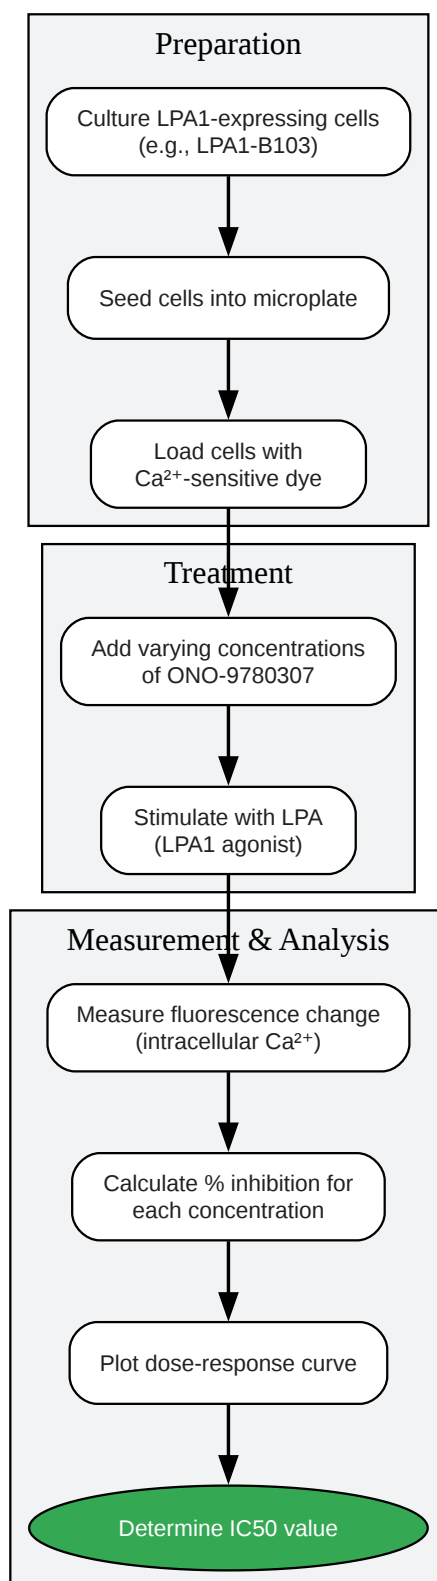 Preparation
Culture LPA1-expressing cells
(e.g., LPA1-B103)
Seed cells into microplate
Load cells with
Ca²⁺-sensitive dye
Treatment
Add varying concentrations
of ONO-9780307
Stimulate with LPA
(LPA1 agonist)
Measurement & Analysis
Measure fluorescence change
(intracellular Ca²⁺)
Calculate % inhibition for
each concentration
Plot dose-response curve
Determine IC50 value